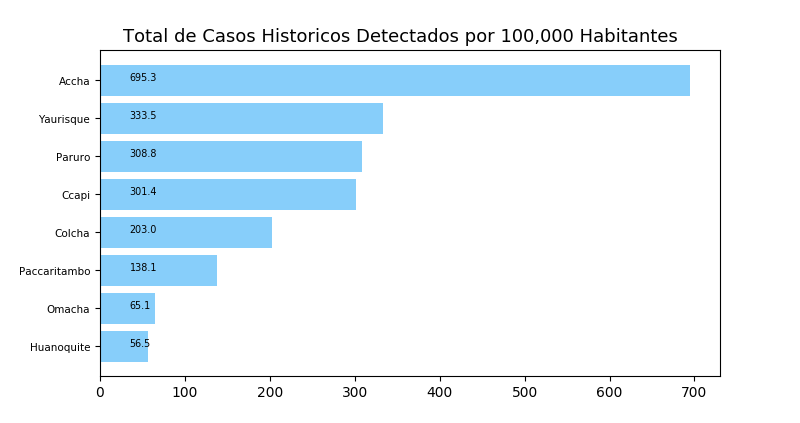 Total de Casos Historicos Detectados por 100,000 Habitantes
Accha 695.3
Yaurisque 333.5
Paruro 308.8
Ccapi 301.4
Colcha 203.0
Paccaritambo 138.1
Omacha 65.1
Huanoquite 56.5
0 100 200 300 400 500 600 700